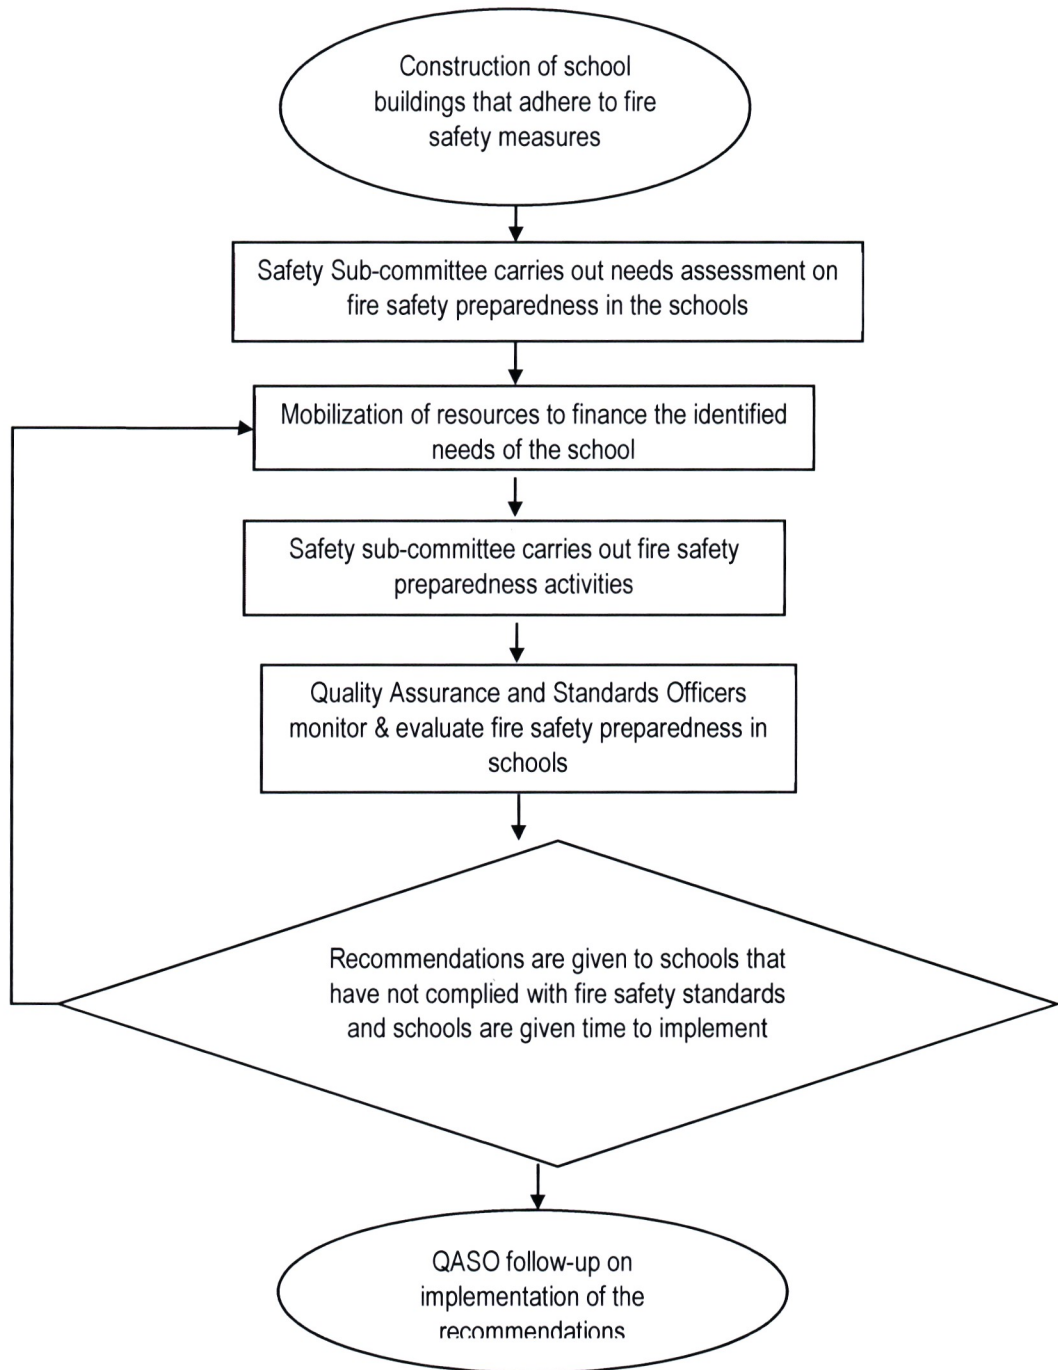 Construction of school
buildings that adhere to fire
safety measures
Safety Sub-committee carries out needs assessment on
fire safety preparedness in the schools
Mobilization of resources to finance the identified
needs of the school
Safety sub-committee carries out fire safety
preparedness activities
Quality Assurance and Standards Officers
monitor & evaluate fire safety preparedness in
schools
Recommendations are given to schools that
have not complied with fire safety standards
and schools are given time to implement
QASO follow-up on
implementation of the
recommendations